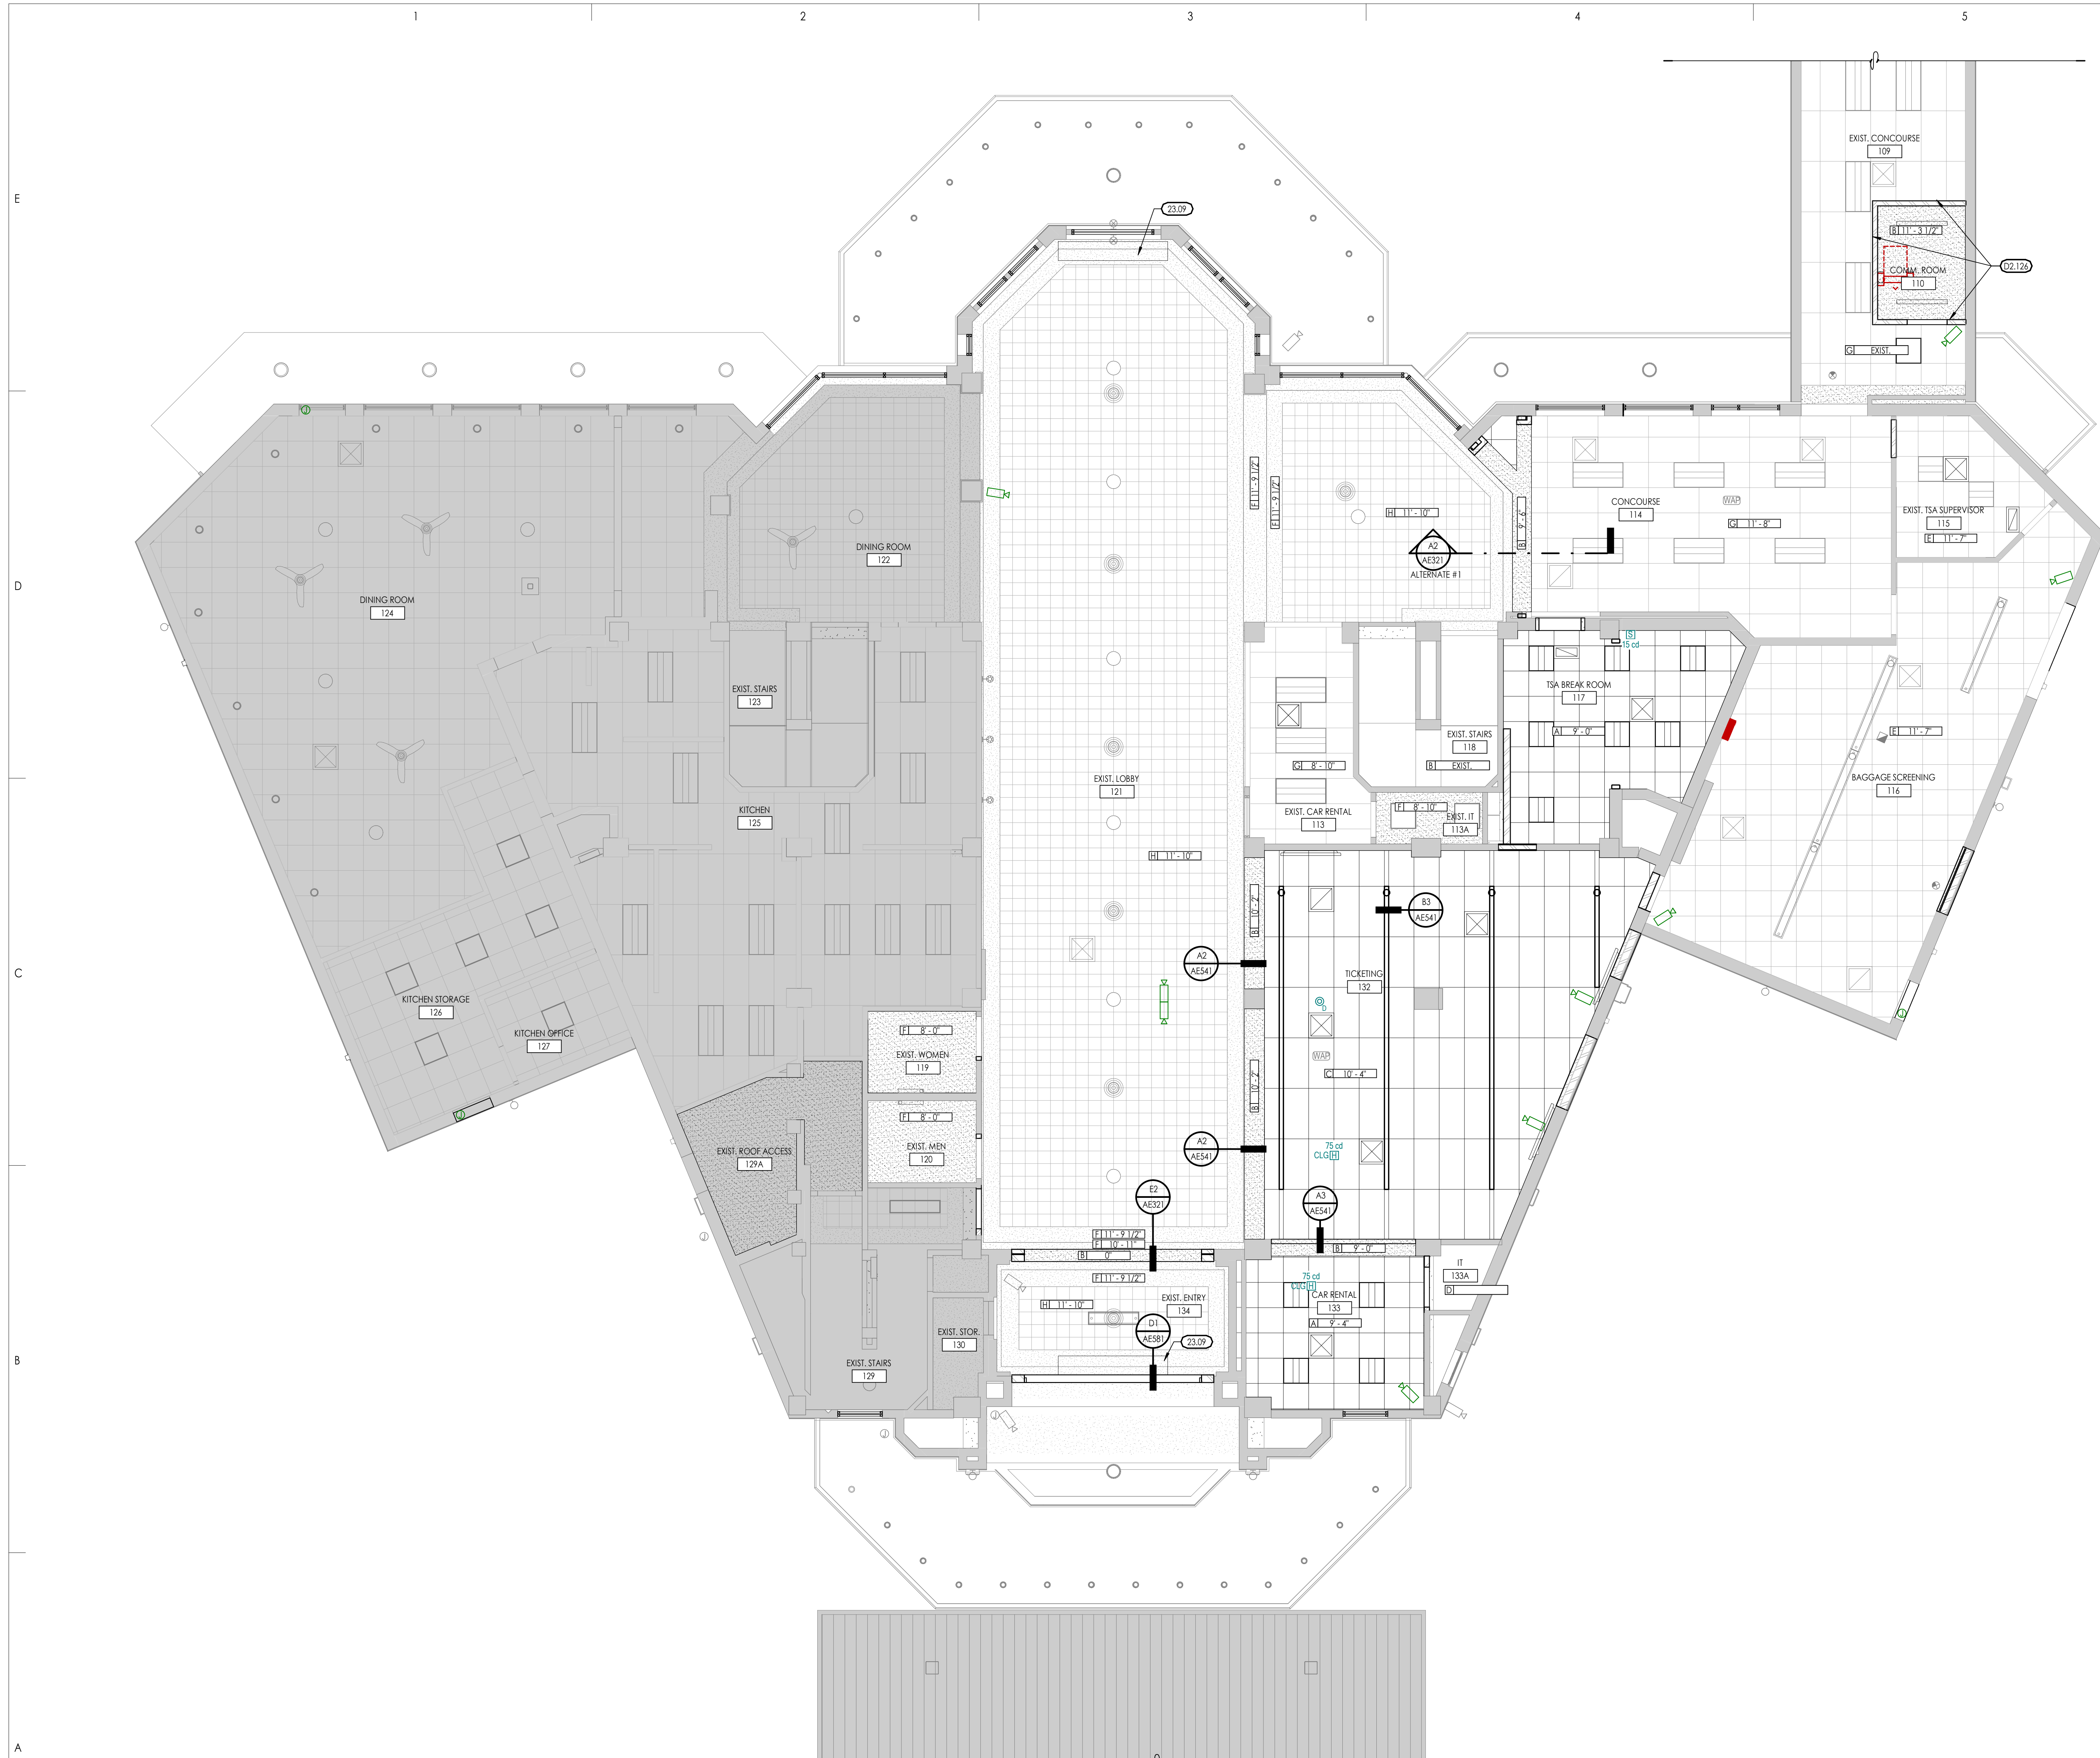 1
2
3
4
5
E
D
C
B
A
EXIST. CONCOURSE
109
23.09
B 11' - 3 1/2"
D2.126
COMM. ROOM
110
G EXIST.
J
F 11' - 9 1/2"
F 11' - 9 1/2"
H 11' - 10"
A2
AE321
ALTERNATE #1
B 9' - 6"
CONCOURSE
114
WAP
G 11' - 8"
EXIST. TSA SUPERVISOR
115
E 11' - 7"
DINING ROOM
122
DINING ROOM
124
[S]
15 cd
EXIST. STAIRS
123
TSA BREAK ROOM
117
A 9' - 0"
EXIST. STAIRS
118
B EXIST.
G 8' - 10"
E 11' - 7"
BAGGAGE SCREENING
116
EXIST. LOBBY
121
KITCHEN
125
EXIST. CAR RENTAL
113
F 8' - 10"
EXIST. IT
113A
H 11' - 10"
B 10' - 2"
B3
AE541
A2
AE541
TICKETING
132
D
KITCHEN STORAGE
126
KITCHEN OFFICE
127
J
F 8' - 0"
EXIST. WOMEN
119
WAP
C 10' - 4"
B 10' - 2"
J
F 8' - 0"
EXIST. MEN
120
A2
AE541
75 cd
CLG H
EXIST. ROOF ACCESS
129A
E2
AE321
A3
AE541
J
F 11' - 9 1/2"
F 10' - 11"
B 0"
B 9' - 0"
F 11' - 9 1/2"
75 cd
CLG H
IT
133A
D
H 11' - 10"
EXIST. ENTRY
134
CAR RENTAL
133
A 9' - 4"
D1
AE581
23.09
EXIST. STOR.
130
EXIST. STAIRS
129
J
J